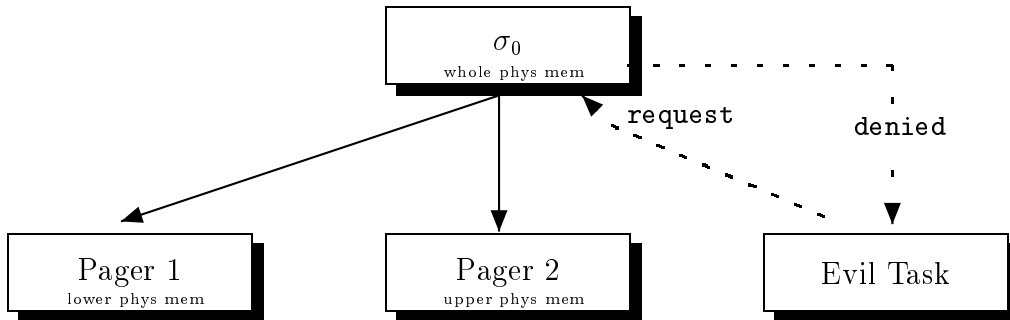 σ₀
whole phys mem
request
denied
Pager 1
lower phys mem
Pager 2
upper phys mem
Evil Task